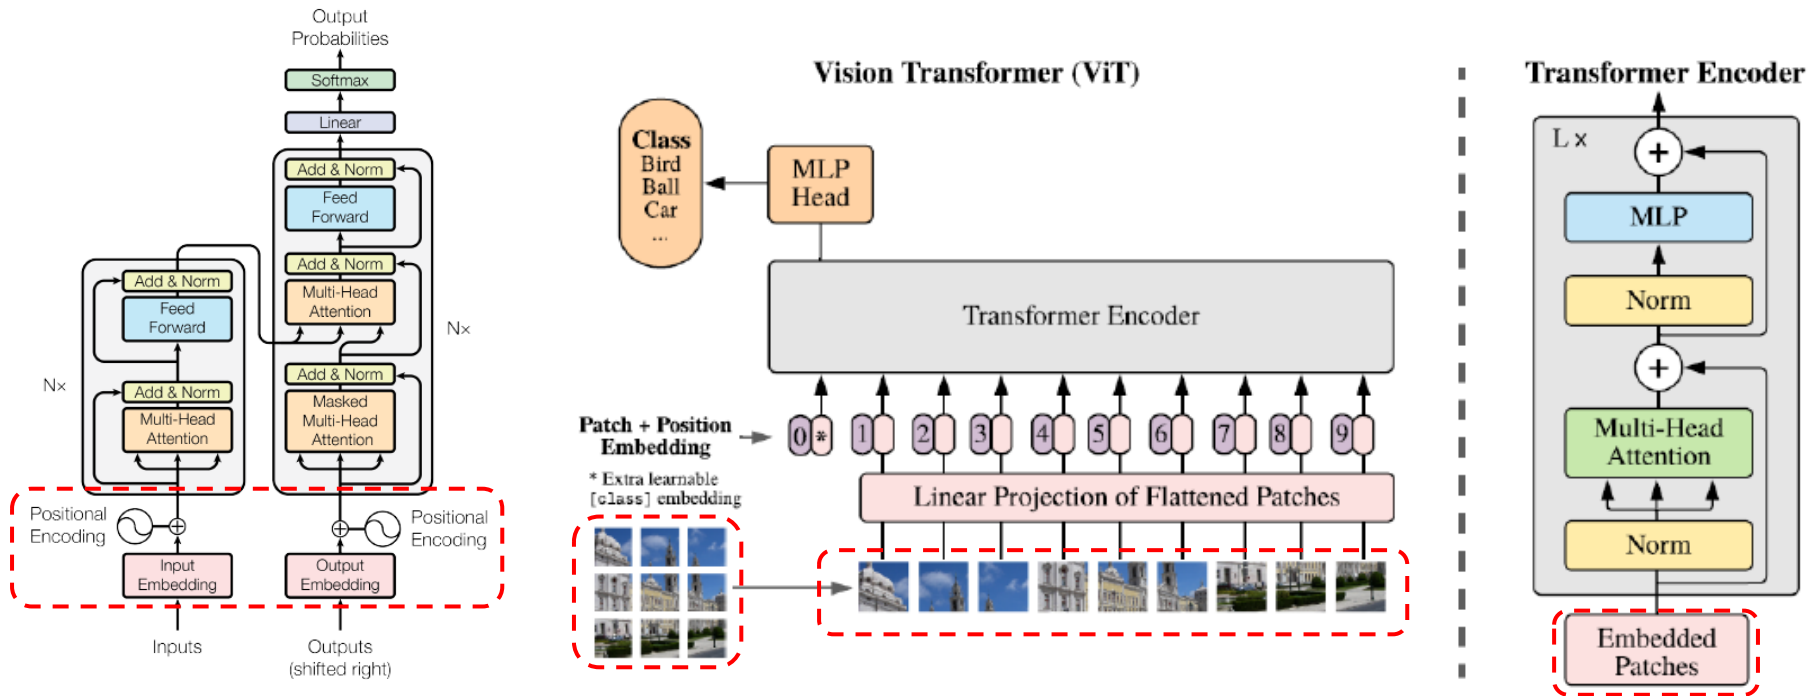 Output
Probabilities
Softmax
Linear
Add & Norm
Feed
Forward
Add & Norm
Multi-Head
Attention
Add & Norm
Masked
Multi-Head
Attention
Nx
Add & Norm
Feed
Forward
Add & Norm
Multi-Head
Attention
Nx
Positional
Encoding
Positional
Encoding
Input
Embedding
Output
Embedding
Inputs
Outputs
(shifted right)
Vision Transformer (ViT)
Class
Bird
Ball
Car
...
MLP
Head
Transformer Encoder
Patch + Position
Embedding
0 * 1 2 3 4 5 6 7 8 9
* Extra learnable
[class] embedding
Linear Projection of Flattened Patches
Transformer Encoder
L x
+
MLP
Norm
+
Multi-Head
Attention
Norm
Embedded
Patches